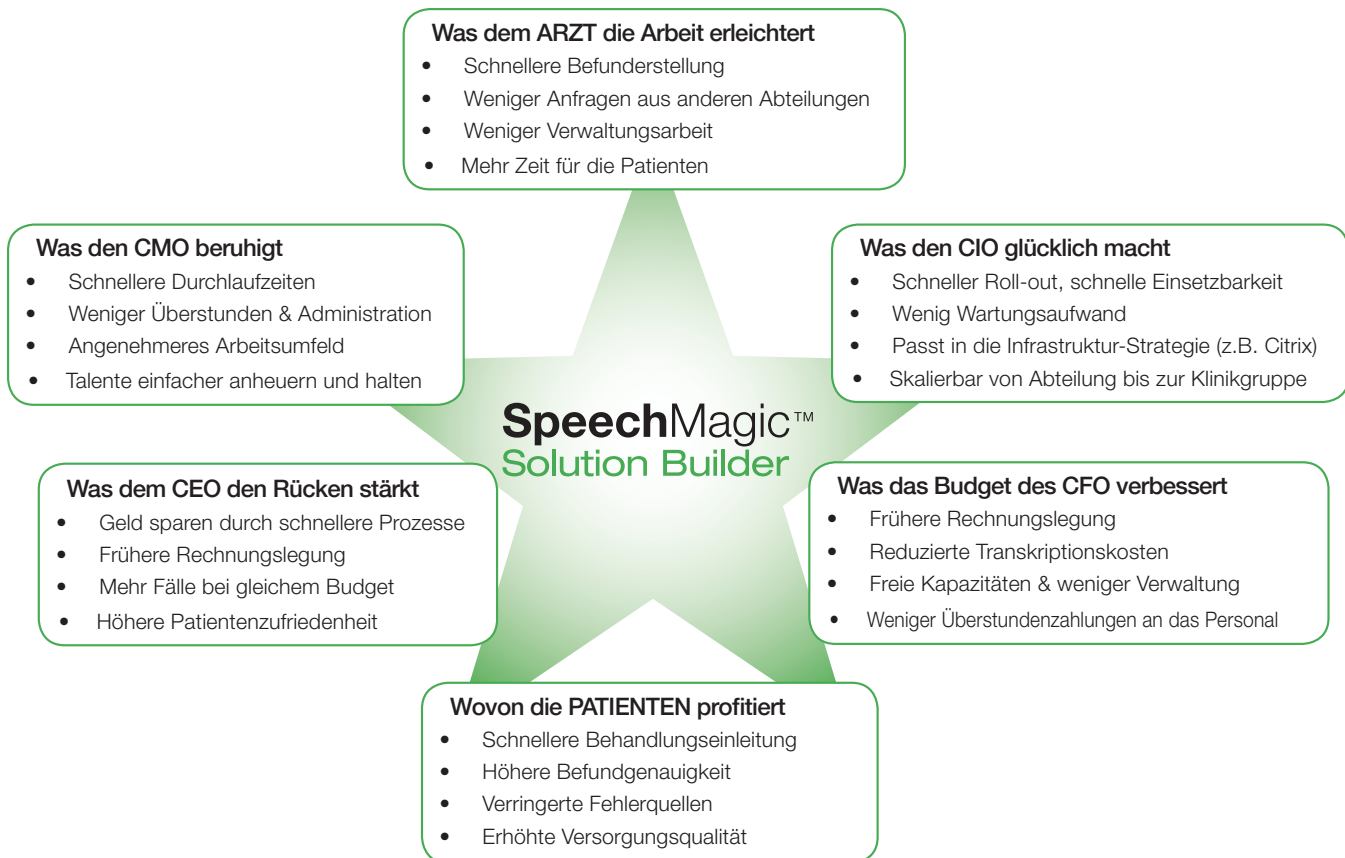 Was dem ARZT die Arbeit erleichtert
• Schnellere Befunderstellung
• Weniger Anfragen aus anderen Abteilungen
• Weniger Verwaltungsarbeit
• Mehr Zeit für die Patienten
Was den CMO beruhigt
• Schnellere Durchlaufzeiten
• Weniger Überstunden & Administration
• Angenehmeres Arbeitsumfeld
• Talente einfacher anheuern und halten
Was den CIO glücklich macht
• Schneller Roll-out, schnelle Einsetzbarkeit
• Wenig Wartungsaufwand
• Passt in die Infrastruktur-Strategie (z.B. Citrix)
• Skalierbar von Abteilung bis zur Klinikgruppe
SpeechMagic™
Solution Builder
Was dem CEO den Rücken stärkt
• Geld sparen durch schnellere Prozesse
• Frühere Rechnungslegung
• Mehr Fälle bei gleichem Budget
• Höhere Patientenzufriedenheit
Was das Budget des CFO verbessert
• Frühere Rechnungslegung
• Reduzierte Transkriptionskosten
• Freie Kapazitäten & weniger Verwaltung
• Weniger Überstundenzahlungen an das Personal
Wovon die PATIENTEN profitiert
• Schnellere Behandlungseinleitung
• Höhere Befundgenauigkeit
• Verringerte Fehlerquellen
• Erhöhte Versorgungsqualität